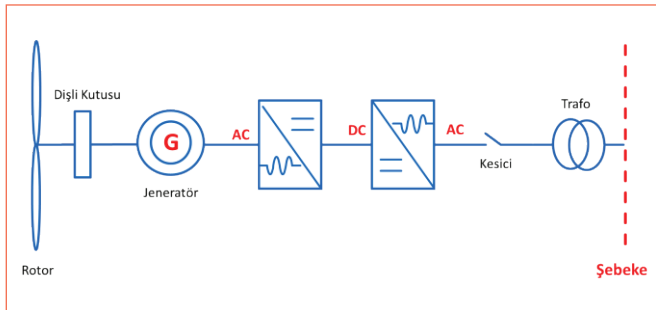 Dişli Kutusu
G
Jeneratör
AC
DC
AC
Kesici
Trafo
Rotor
Şebeke